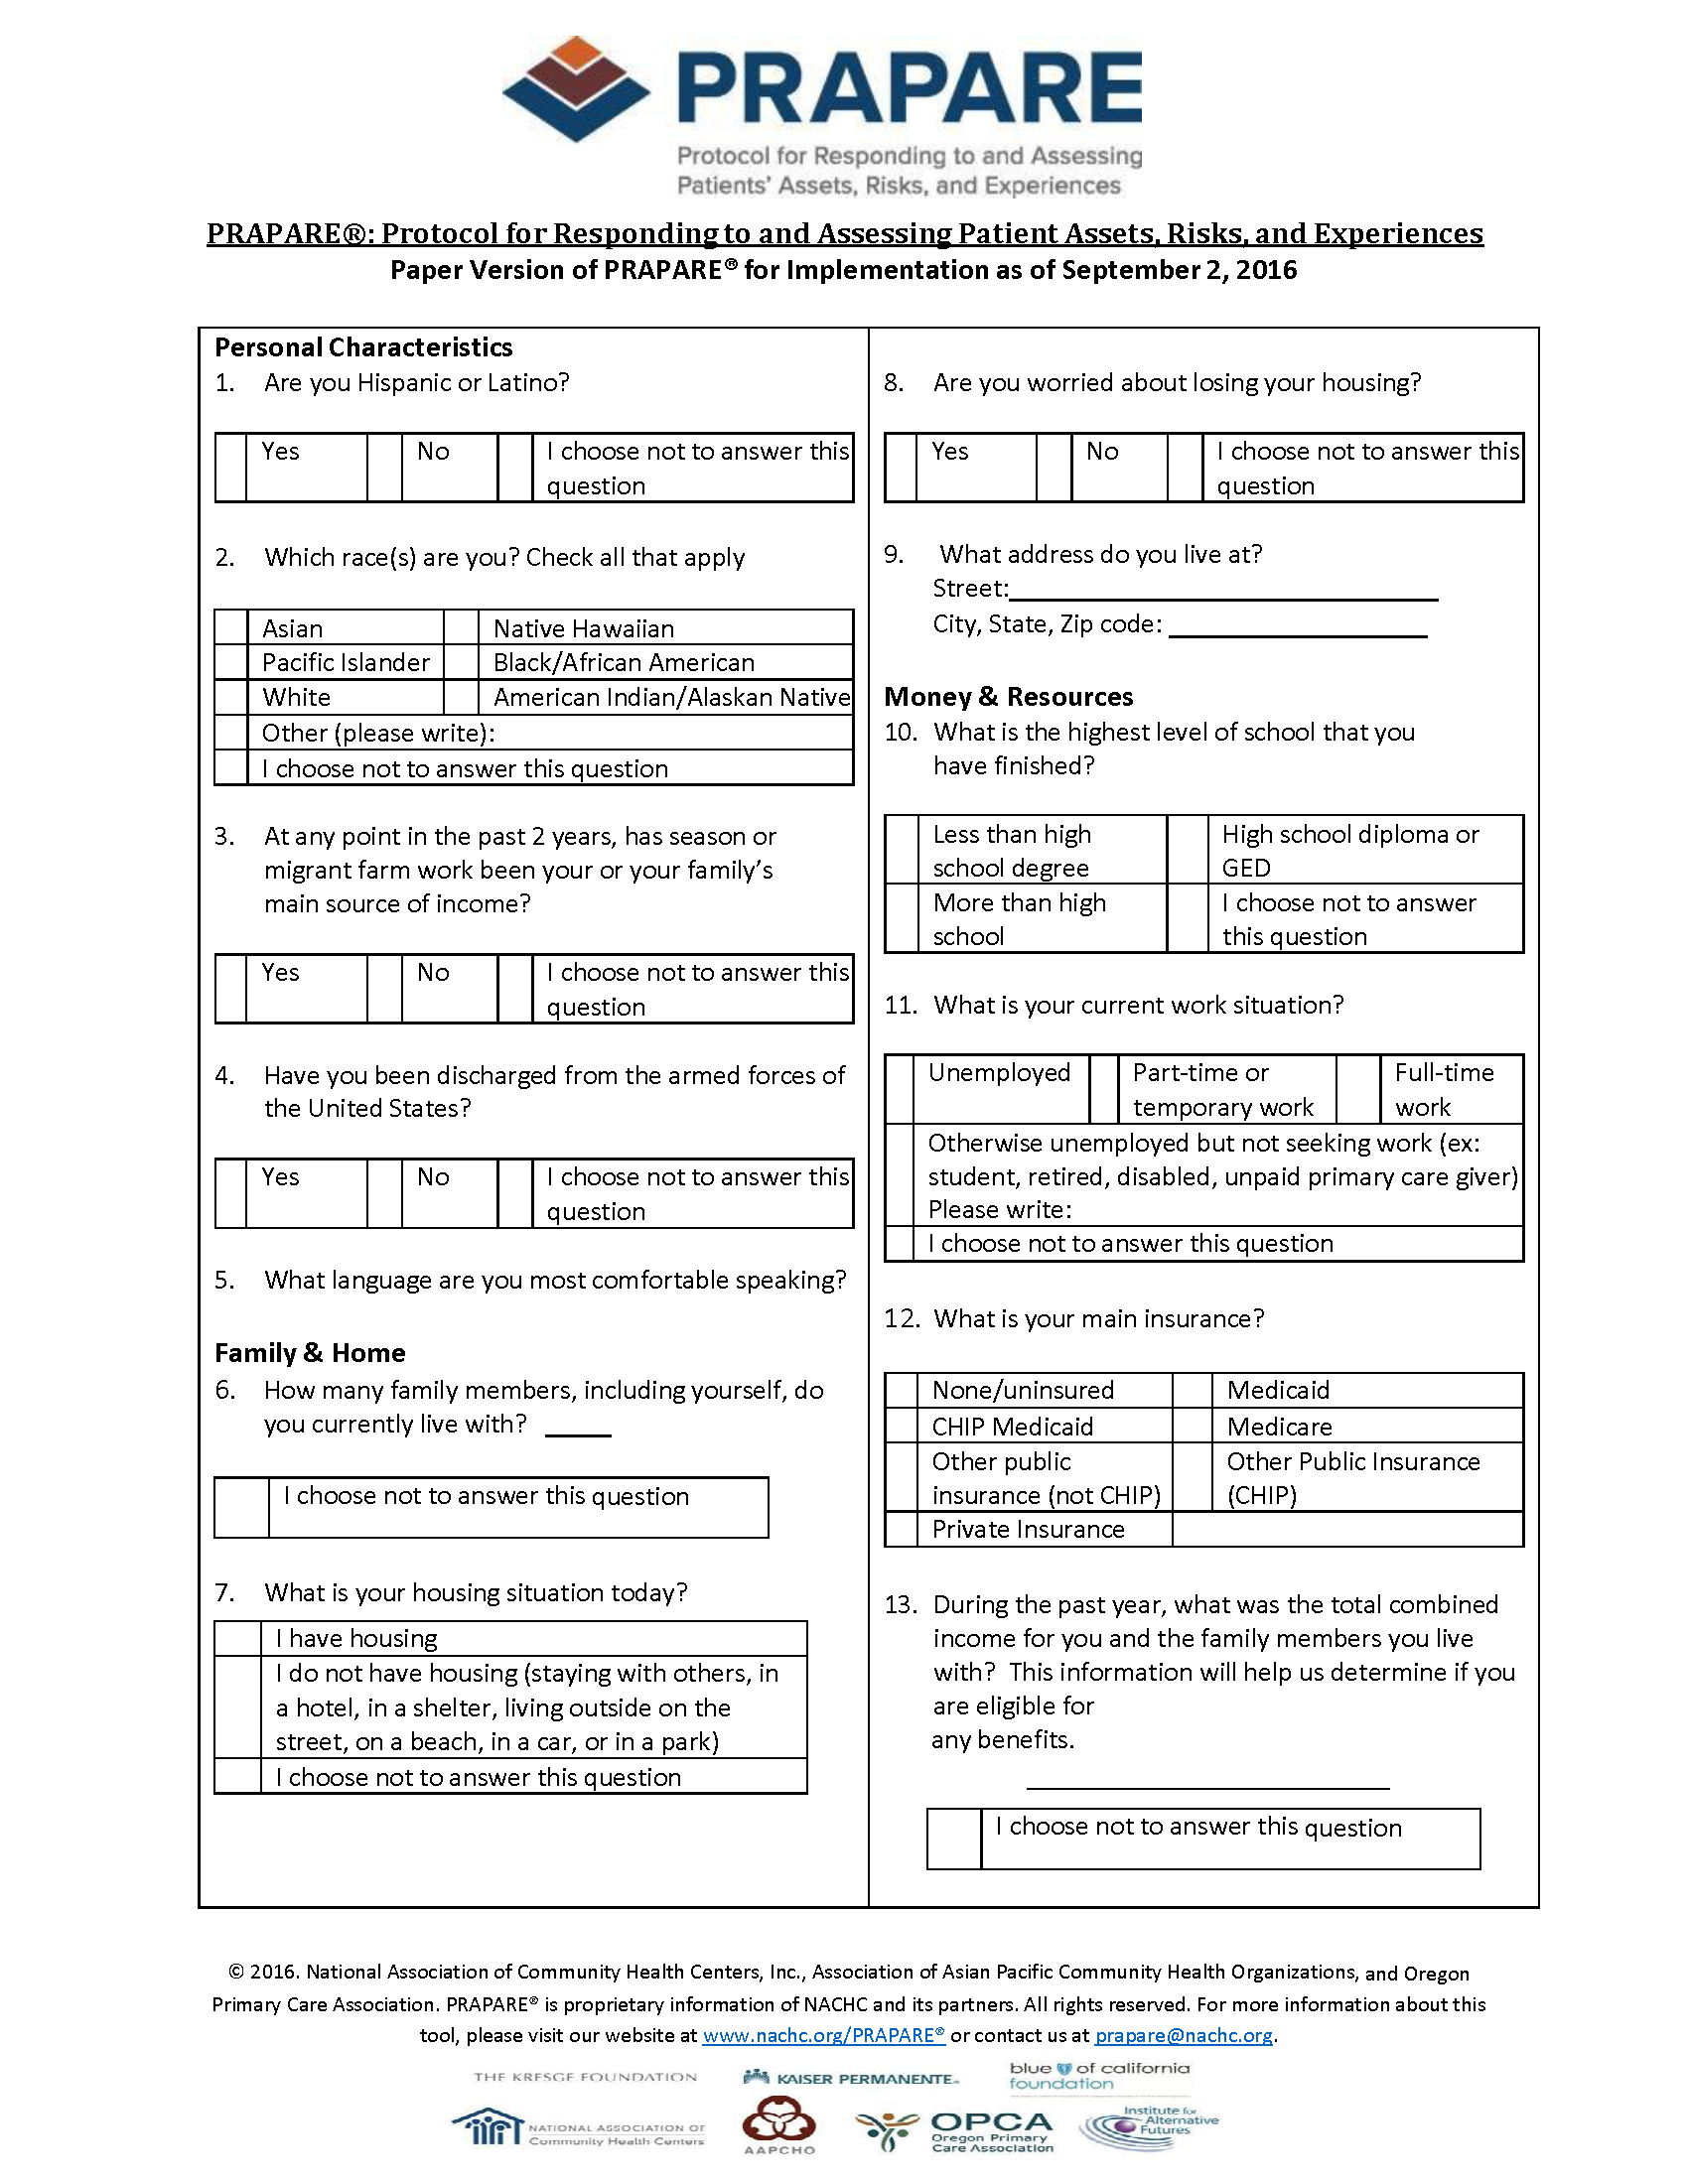 PRAPARE
Protocol for Responding to and Assessing
Patients' Assets, Risks, and Experiences
PRAPARE®: Protocol for Responding to and Assessing Patient Assets, Risks, and Experiences
Paper Version of PRAPARE® for Implementation as of September 2, 2016
Personal Characteristics
1. Are you Hispanic or Latino?
Yes No I choose not to answer this
question
2. Which race(s) are you? Check all that apply
Asian Native Hawaiian
Pacific Islander Black/African American
White American Indian/Alaskan Native
Other (please write):
I choose not to answer this question
3. At any point in the past 2 years, has season or
migrant farm work been your or your family's
main source of income?
Yes No I choose not to answer this
question
4. Have you been discharged from the armed forces of
the United States?
Yes No I choose not to answer this
question
5. What language are you most comfortable speaking?
Family & Home
6. How many family members, including yourself, do
you currently live with? _____
I choose not to answer this question
7. What is your housing situation today?
I have housing
I do not have housing (staying with others, in
a hotel, in a shelter, living outside on the
street, on a beach, in a car, or in a park)
I choose not to answer this question
8. Are you worried about losing your housing?
Yes No I choose not to answer this
question
9. What address do you live at?
Street:______________________________
City, State, Zip code: __________________
Money & Resources
10. What is the highest level of school that you
have finished?
Less than high High school diploma or
school degree GED
More than high I choose not to answer
school this question
11. What is your current work situation?
Unemployed Part-time or Full-time
temporary work work
Otherwise unemployed but not seeking work (ex:
student, retired, disabled, unpaid primary care giver)
Please write:
I choose not to answer this question
12. What is your main insurance?
None/uninsured Medicaid
CHIP Medicaid Medicare
Other public Other Public Insurance
insurance (not CHIP) (CHIP)
Private Insurance
13. During the past year, what was the total combined
income for you and the family members you live
with? This information will help us determine if you
are eligible for
any benefits.
_________________________
I choose not to answer this question
© 2016. National Association of Community Health Centers, Inc., Association of Asian Pacific Community Health Organizations, and Oregon
Primary Care Association. PRAPARE® is proprietary information of NACHC and its partners. All rights reserved. For more information about this
tool, please visit our website at www.nachc.org/PRAPARE® or contact us at prapare@nachc.org.
THE KRESGE FOUNDATION
KAISER PERMANENTE
blue of california
foundation
NATIONAL ASSOCIATION OF
Community Health Centers
AAPCHO
OPCA
Oregon Primary
Care Association
Institute for
Alternative
Futures